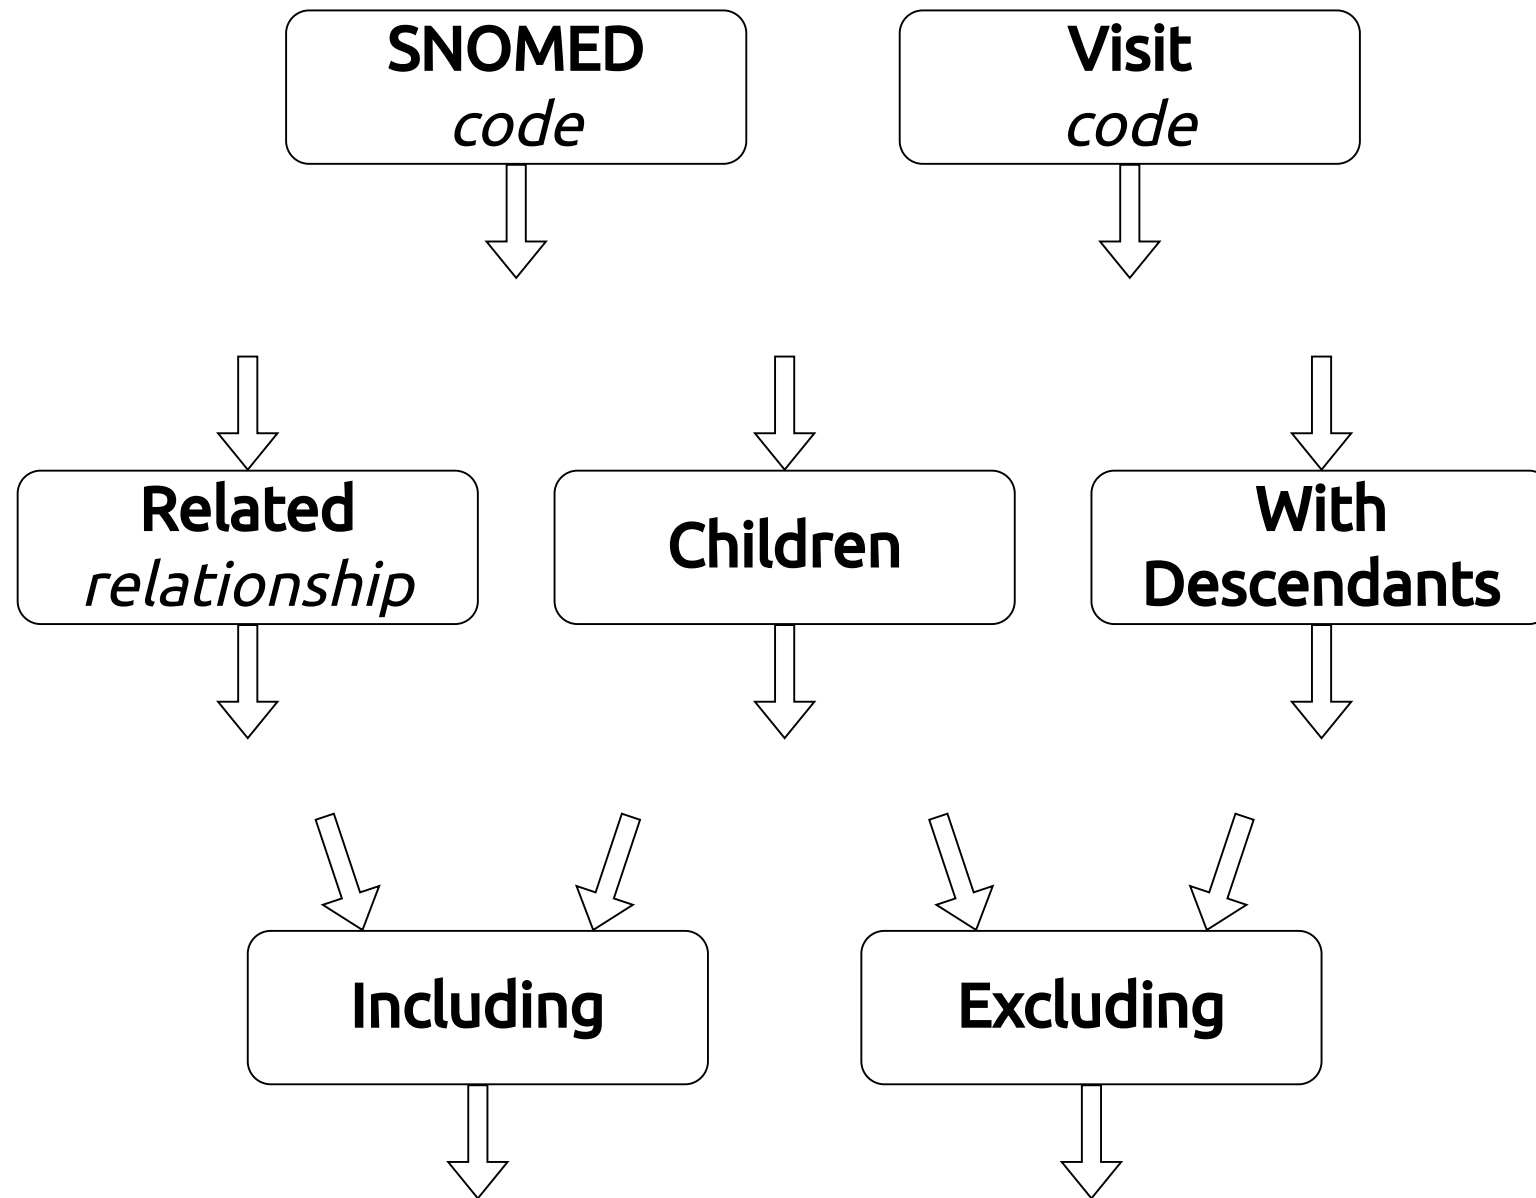 SNOMED
code
Visit
code
Related
relationship
Children
With
Descendants
Including
Excluding